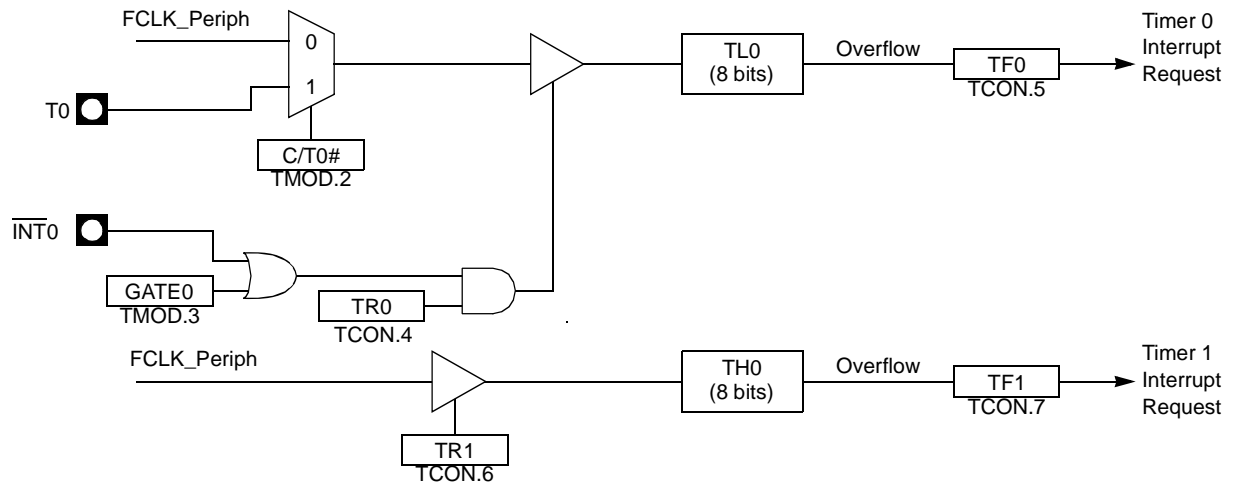 FCLK_Periph
0
1
T0
C/T0#
TMOD.2
TL0
(8 bits)
Overflow
TF0
TCON.5
Timer 0
Interrupt
Request
INT0
GATE0
TMOD.3
TR0
TCON.4
FCLK_Periph
TR1
TCON.6
TH0
(8 bits)
Overflow
TF1
TCON.7
Timer 1
Interrupt
Request